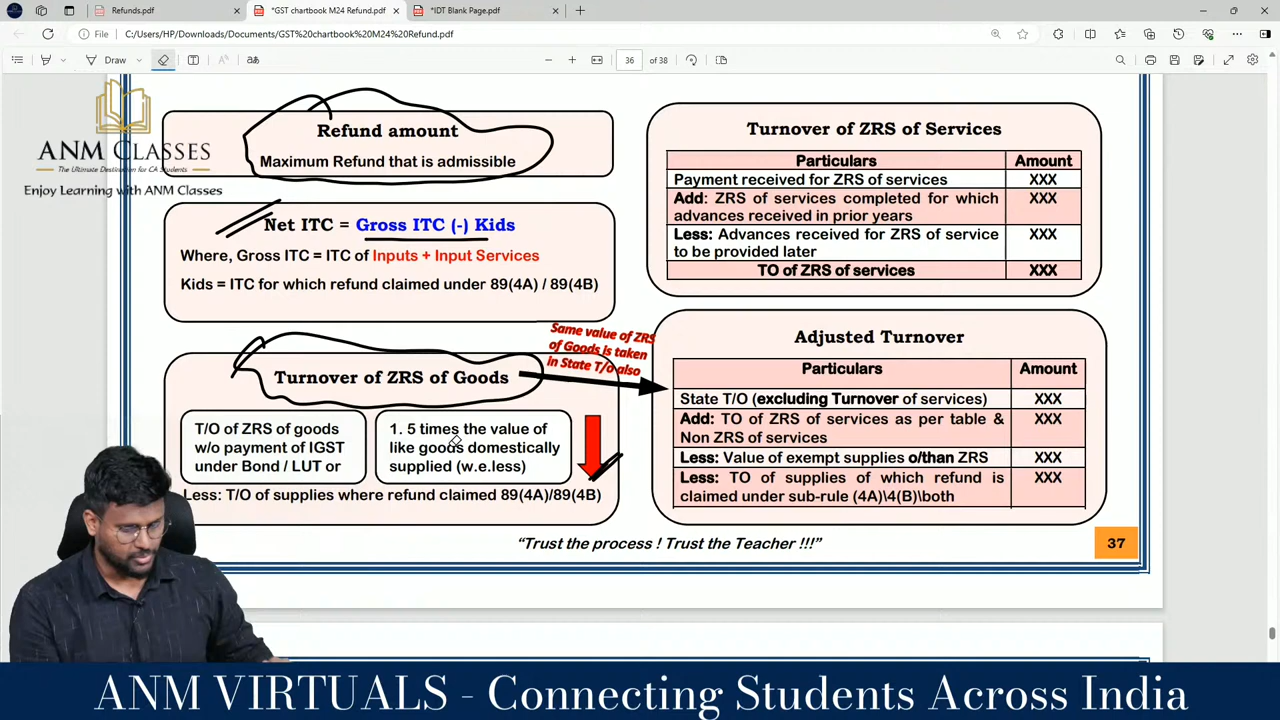 Refunds.pdf
*GST chartbook M24 Refund.pdf
*IDT Blank Page.pdf
File
C:/Users/HP/Downloads/Documents/GST%20chartbook%20M24%20Refund.pdf
Draw
36 of 38
ANM CLASSES
The Ultimate Destination for CA Students
Enjoy Learning with ANM Classes
Refund amount
Maximum Refund that is admissible
Net ITC = Gross ITC (-) Kids
Where, Gross ITC = ITC of Inputs + Input Services
Kids = ITC for which refund claimed under 89(4A) / 89(4B)
Turnover of ZRS of Goods
T/O of ZRS of goods
w/o payment of IGST
under Bond / LUT or
1. 5 times the value of
like goods domestically
supplied (w.e.less)
Less: T/O of supplies where refund claimed 89(4A)/89(4B)
Same value of ZRS
of Goods is taken
in State T/o also
Turnover of ZRS of Services
Particulars Amount
Payment received for ZRS of services XXX
Add: ZRS of services completed for which XXX
advances received in prior years
Less: Advances received for ZRS of service XXX
to be provided later
TO of ZRS of services XXX
Adjusted Turnover
Particulars Amount
State T/O (excluding Turnover of services) XXX
Add: TO of ZRS of services as per table & XXX
Non ZRS of services
Less: Value of exempt supplies o/than ZRS XXX
Less: TO of supplies of which refund is XXX
claimed under sub-rule (4A)\4(B)\both
“Trust the process ! Trust the Teacher !!!”
37
ANM VIRTUALS - Connecting Students Across India